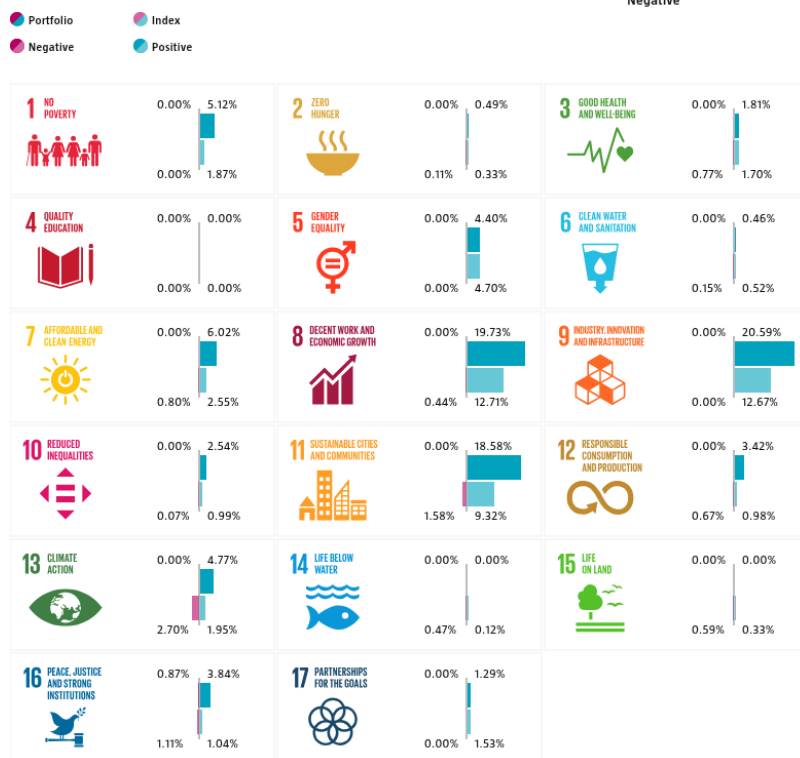 Negative
Portfolio Index
Negative Positive
1 NO POVERTY
0.00% 5.12%
0.00% 1.87%
2 ZERO HUNGER
0.00% 0.49%
0.11% 0.33%
3 GOOD HEALTH AND WELL-BEING
0.00% 1.81%
0.77% 1.70%
4 QUALITY EDUCATION
0.00% 0.00%
0.00% 0.00%
5 GENDER EQUALITY
0.00% 4.40%
0.00% 4.70%
6 CLEAN WATER AND SANITATION
0.00% 0.46%
0.15% 0.52%
7 AFFORDABLE AND CLEAN ENERGY
0.00% 6.02%
0.80% 2.55%
8 DECENT WORK AND ECONOMIC GROWTH
0.00% 19.73%
0.44% 12.71%
9 INDUSTRY, INNOVATION AND INFRASTRUCTURE
0.00% 20.59%
0.00% 12.67%
10 REDUCED INEQUALITIES
0.00% 2.54%
0.07% 0.99%
11 SUSTAINABLE CITIES AND COMMUNITIES
0.00% 18.58%
1.58% 9.32%
12 RESPONSIBLE CONSUMPTION AND PRODUCTION
0.00% 3.42%
0.67% 0.98%
13 CLIMATE ACTION
0.00% 4.77%
2.70% 1.95%
14 LIFE BELOW WATER
0.00% 0.00%
0.47% 0.12%
15 LIFE ON LAND
0.00% 0.00%
0.59% 0.33%
16 PEACE, JUSTICE AND STRONG INSTITUTIONS
0.87% 3.84%
1.11% 1.04%
17 PARTNERSHIPS FOR THE GOALS
0.00% 1.29%
0.00% 1.53%